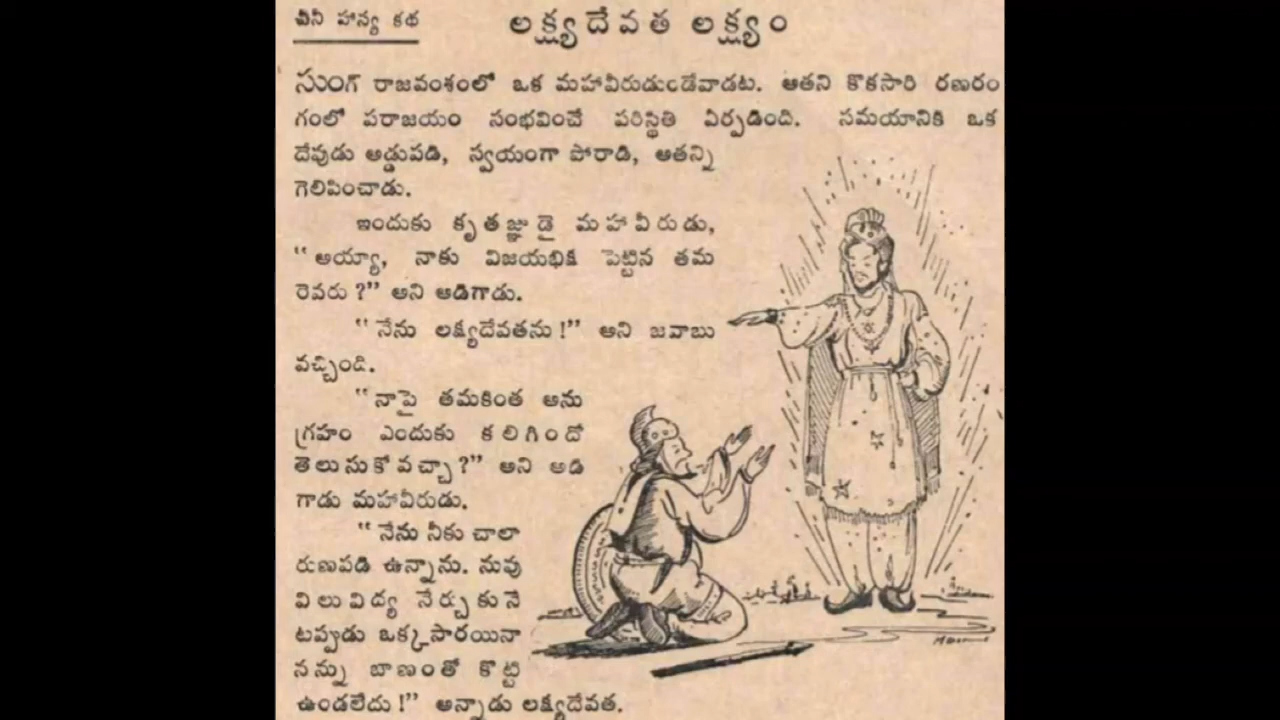 చీనీ హాస్య కథ
లక్ష్యదేవత లక్ష్యం
సుంగ్ రాజవంశంలో ఒక మహావీరుడుండేవాడట. ఆతని కొకసారి రణరం
గంలో పరాజయం సంభవించే పరిస్థితి ఏర్పడింది. సమయానికి ఒక
దేవుడు అడ్డుపడి, స్వయంగా పోరాడి, ఆతన్ని
గెలిపించాడు.
ఇందుకు కృతజ్ఞుడై మహావీరుడు,
“అయ్యా, నాకు విజయభిక్ష పెట్టిన తమ
రెవరు?” అని అడిగాడు.
“నేను లక్ష్యదేవతను!” అని జవాబు
వచ్చింది.
“నాపై తమకింత అను
గ్రహం ఎందుకు కలిగిందో
తెలుసుకోవచ్చా?” అని అడి
గాడు మహావీరుడు.
“నేను నీకు చాలా
రుణపడి ఉన్నాను. నువు
విలువిద్య నేర్చుకునే
టప్పుడు ఒక్కసారయినా
నన్ను బాణంతో కొట్టి
ఉండలేదు!” అన్నాడు లక్ష్యదేవత.